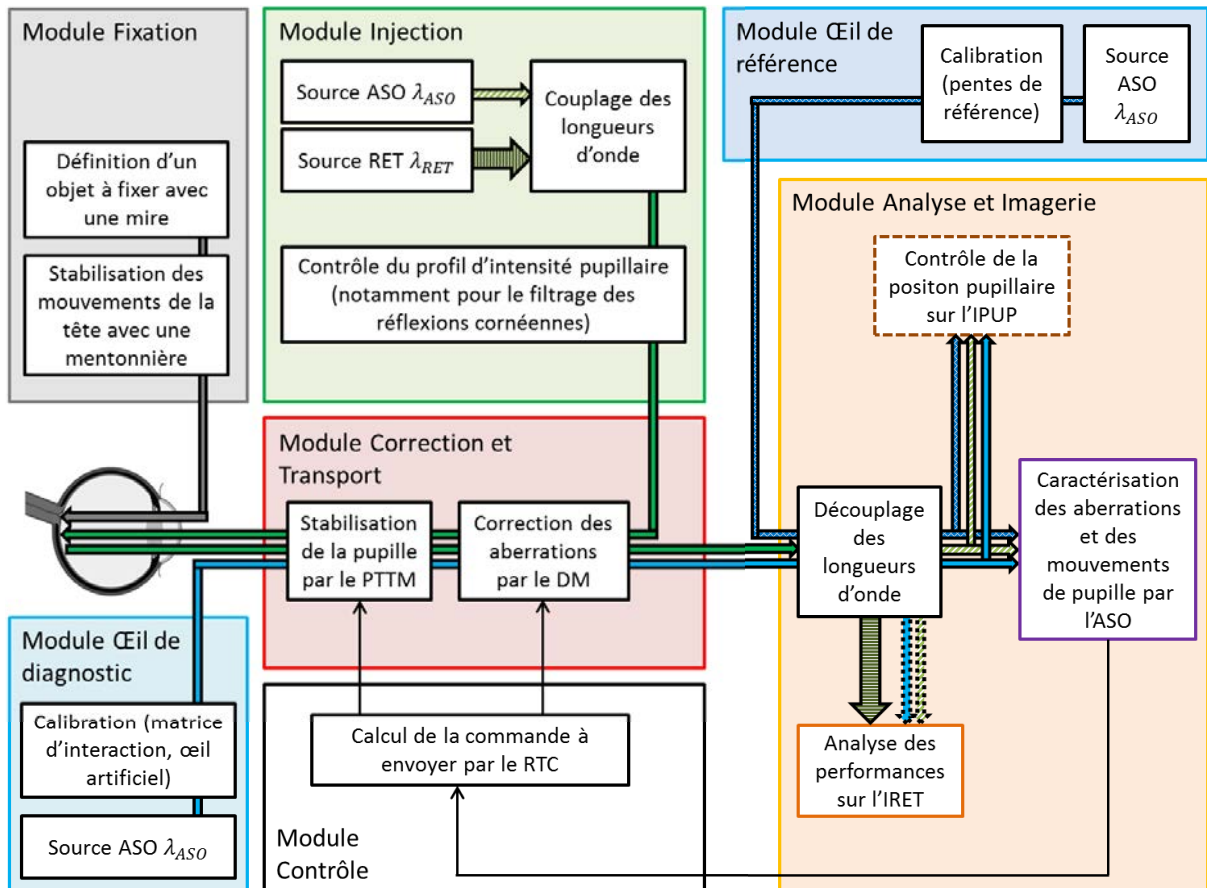 Module Fixation
Définition d'un
objet à fixer avec
une mire
Stabilisation des
mouvements de la
tête avec une
mentonnière
Module Injection
Source ASO λ_ASO
Source RET λ_RET
Couplage des
longueurs
d'onde
Contrôle du profil d'intensité pupillaire
(notamment pour le filtrage des
réflexions cornéennes)
Module Œil de
référence
Calibration
(pentes de
référence)
Source
ASO
λ_ASO
Module Analyse et Imagerie
Contrôle de la
positon pupillaire
sur l'IPUP
Découplage
des
longueurs
d'onde
Caractérisation
des aberrations
et des
mouvements
de pupille par
l'ASO
Analyse des
performances
sur l'IRET
Module Correction et
Transport
Stabilisation
de la pupille
par le PTTM
Correction des
aberrations
par le DM
Module Œil de
diagnostic
Calibration (matrice
d'interaction, œil
artificiel)
Source ASO λ_ASO
Calcul de la commande à
envoyer par le RTC
Module
Contrôle